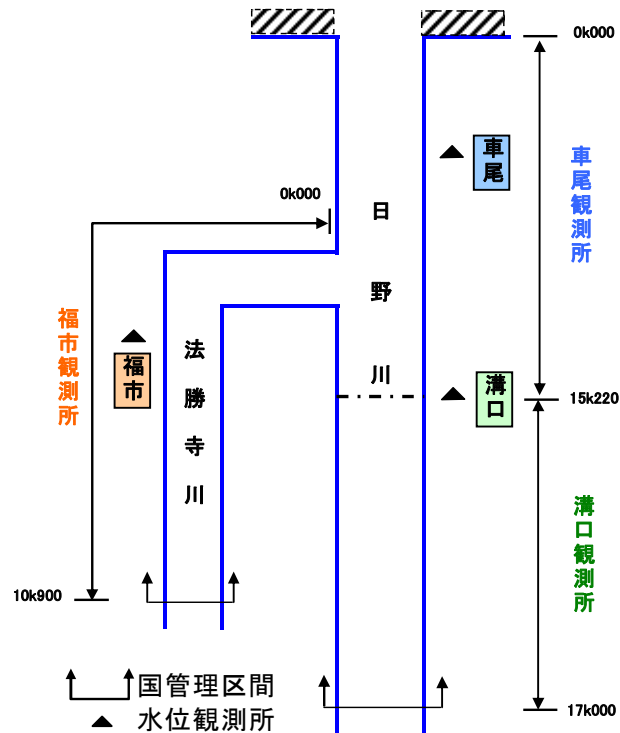 0k000
車尾
車尾観測所
0k000
日野川
福市観測所
福市
法勝寺川
溝口
15k220
溝口観測所
10k900
国管理区間
水位観測所
17k000